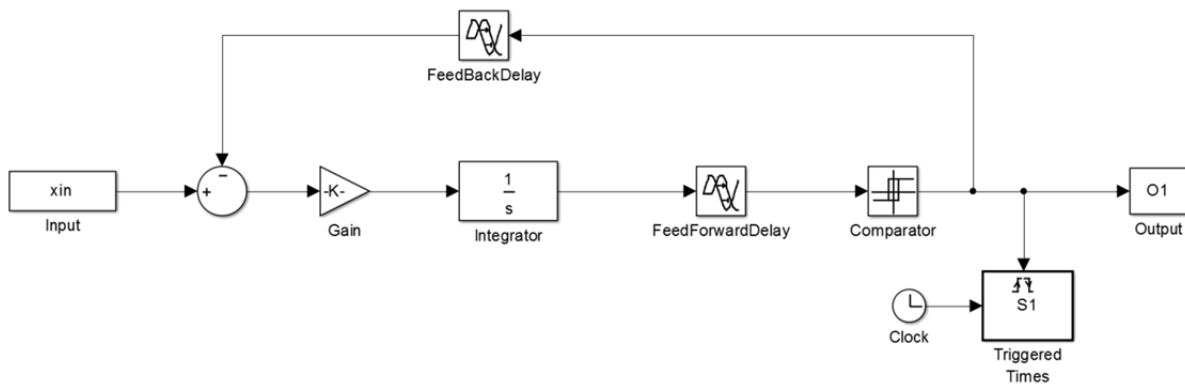 FeedBackDelay
xin
+
−
-K-
1
s
O1
Input
Gain
Integrator
FeedForwardDelay
Comparator
Output
S1
Clock
Triggered
Times